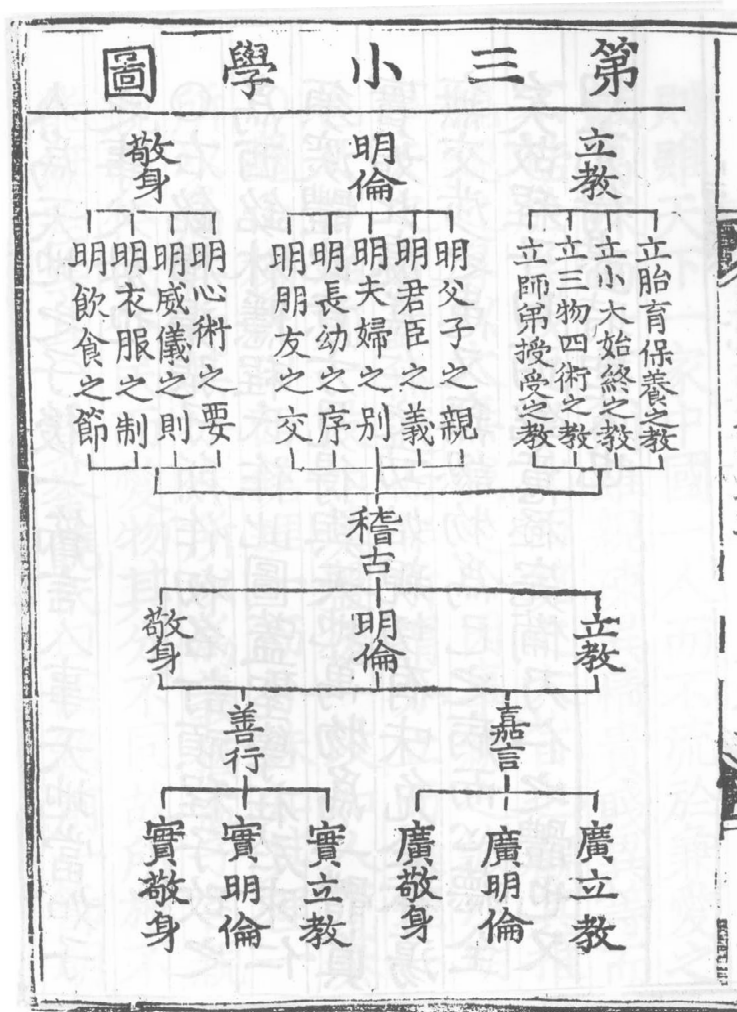 第三小學圖
立教
明倫
敬身
立胎育保養之教
立小大始終之教
立三物四術之教
立師弟授受之教
明父子之親
明君臣之義
明夫婦之別
明長幼之序
明朋友之交
明心術之要
明威儀之則
明衣服之制
明飲食之節
稽古
立教
明倫
敬身
嘉言
善行
廣立教
廣明倫
廣敬身
實立教
實明倫
實敬身